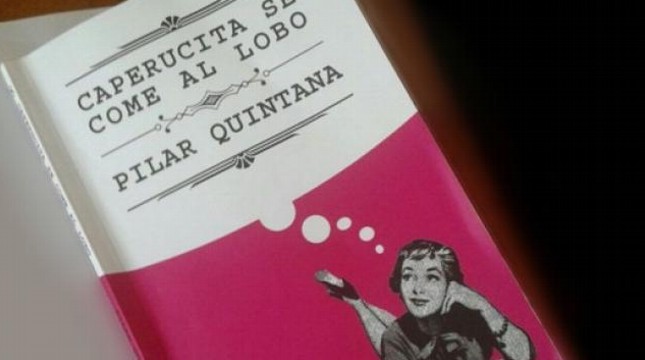 CAPERUCITA SE
COME AL LOBO
PILAR QUINTANA